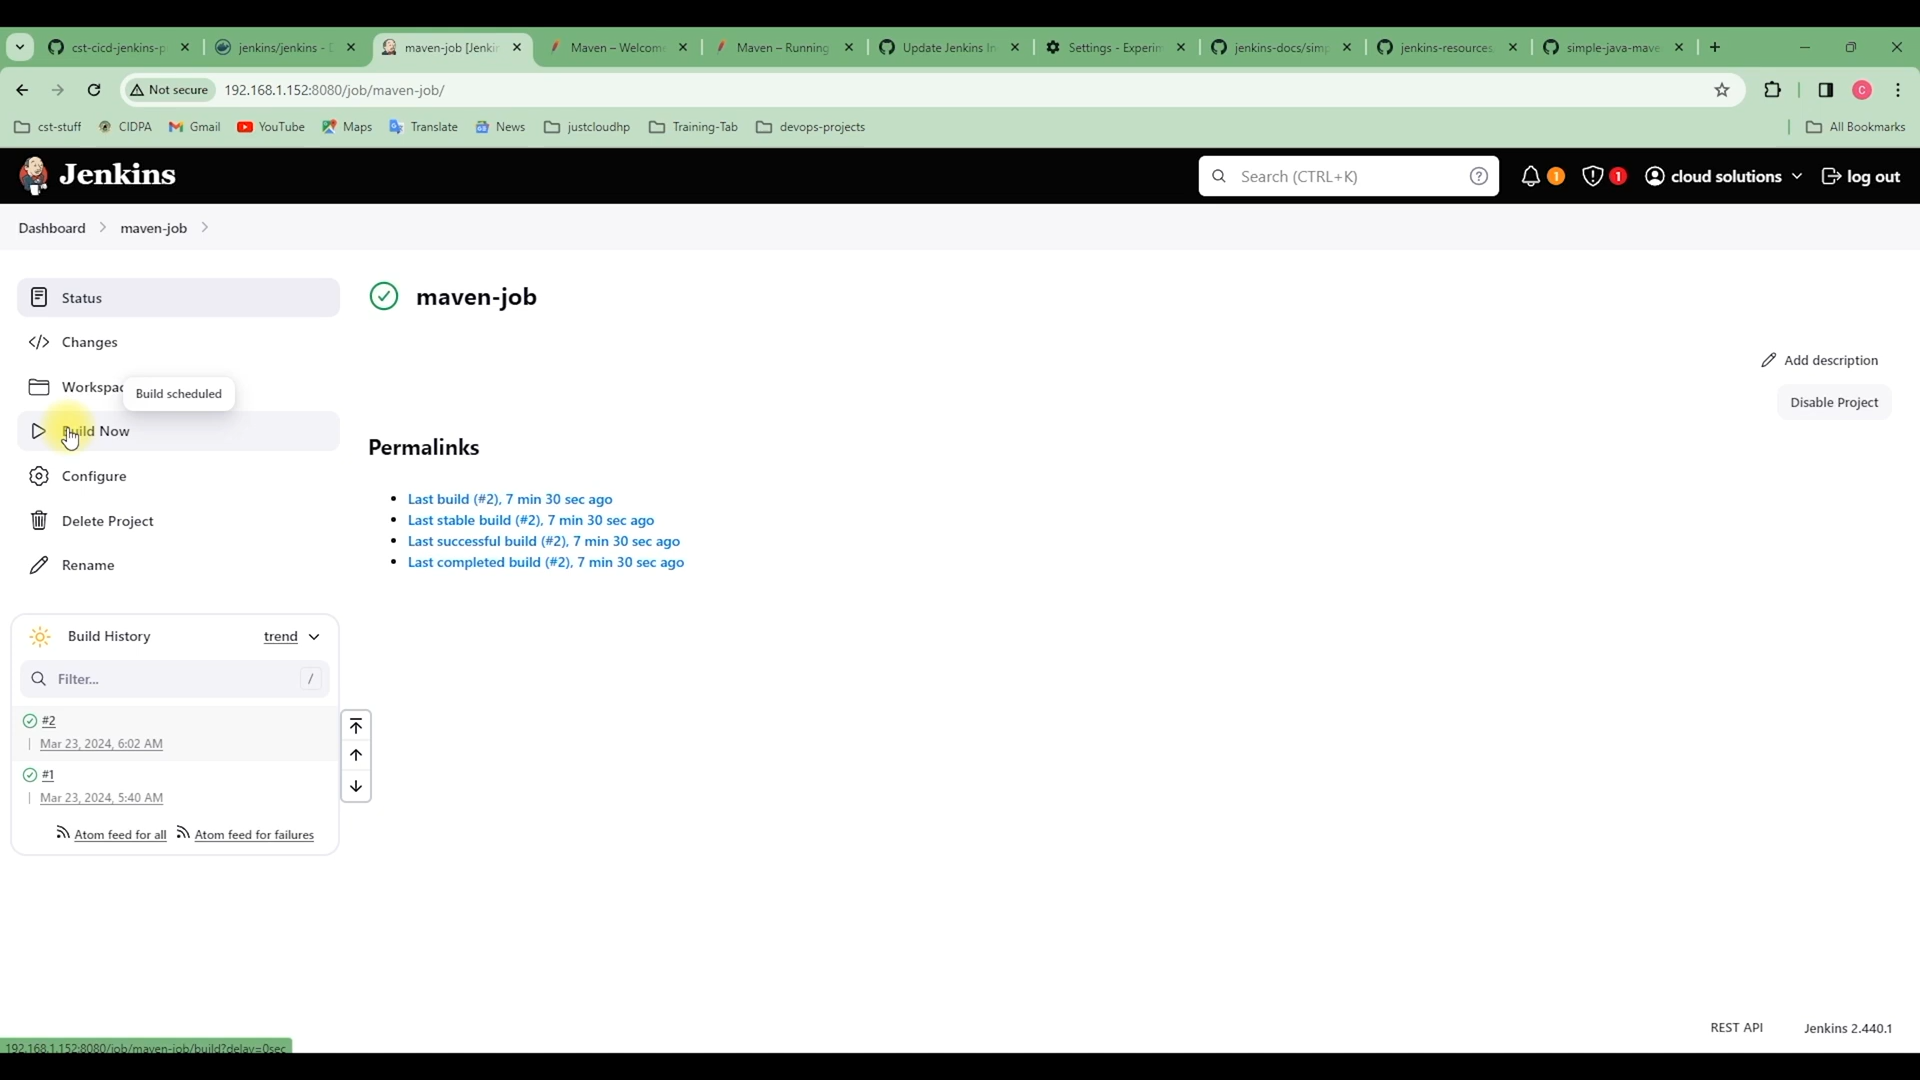 cst-cicd-jenkins-p
jenkins/jenkins - D
maven-job [Jenkin
Maven – Welcome
Maven – Running
Update Jenkins In
Settings - Experim
jenkins-docs/simp
jenkins-resources
simple-java-mave
Not secure
192.168.1.152:8080/job/maven-job/
C
cst-stuff
CIDPA
Gmail
YouTube
Maps
Translate
News
justcloudhp
Training-Tab
devops-projects
All Bookmarks
Jenkins
Search (CTRL+K)
1
1
cloud solutions
log out
Dashboard
maven-job
Status
Changes
Workspac
Build scheduled
Build Now
Configure
Delete Project
Rename
maven-job
Add description
Disable Project
Permalinks
Last build (#2), 7 min 30 sec ago
Last stable build (#2), 7 min 30 sec ago
Last successful build (#2), 7 min 30 sec ago
Last completed build (#2), 7 min 30 sec ago
Build History
trend
Filter...
/
#2
Mar 23, 2024, 6:02 AM
#1
Mar 23, 2024, 5:40 AM
Atom feed for all
Atom feed for failures
REST API
Jenkins 2.440.1
192.168.1.152:8080/job/maven-job/build?delay=0sec